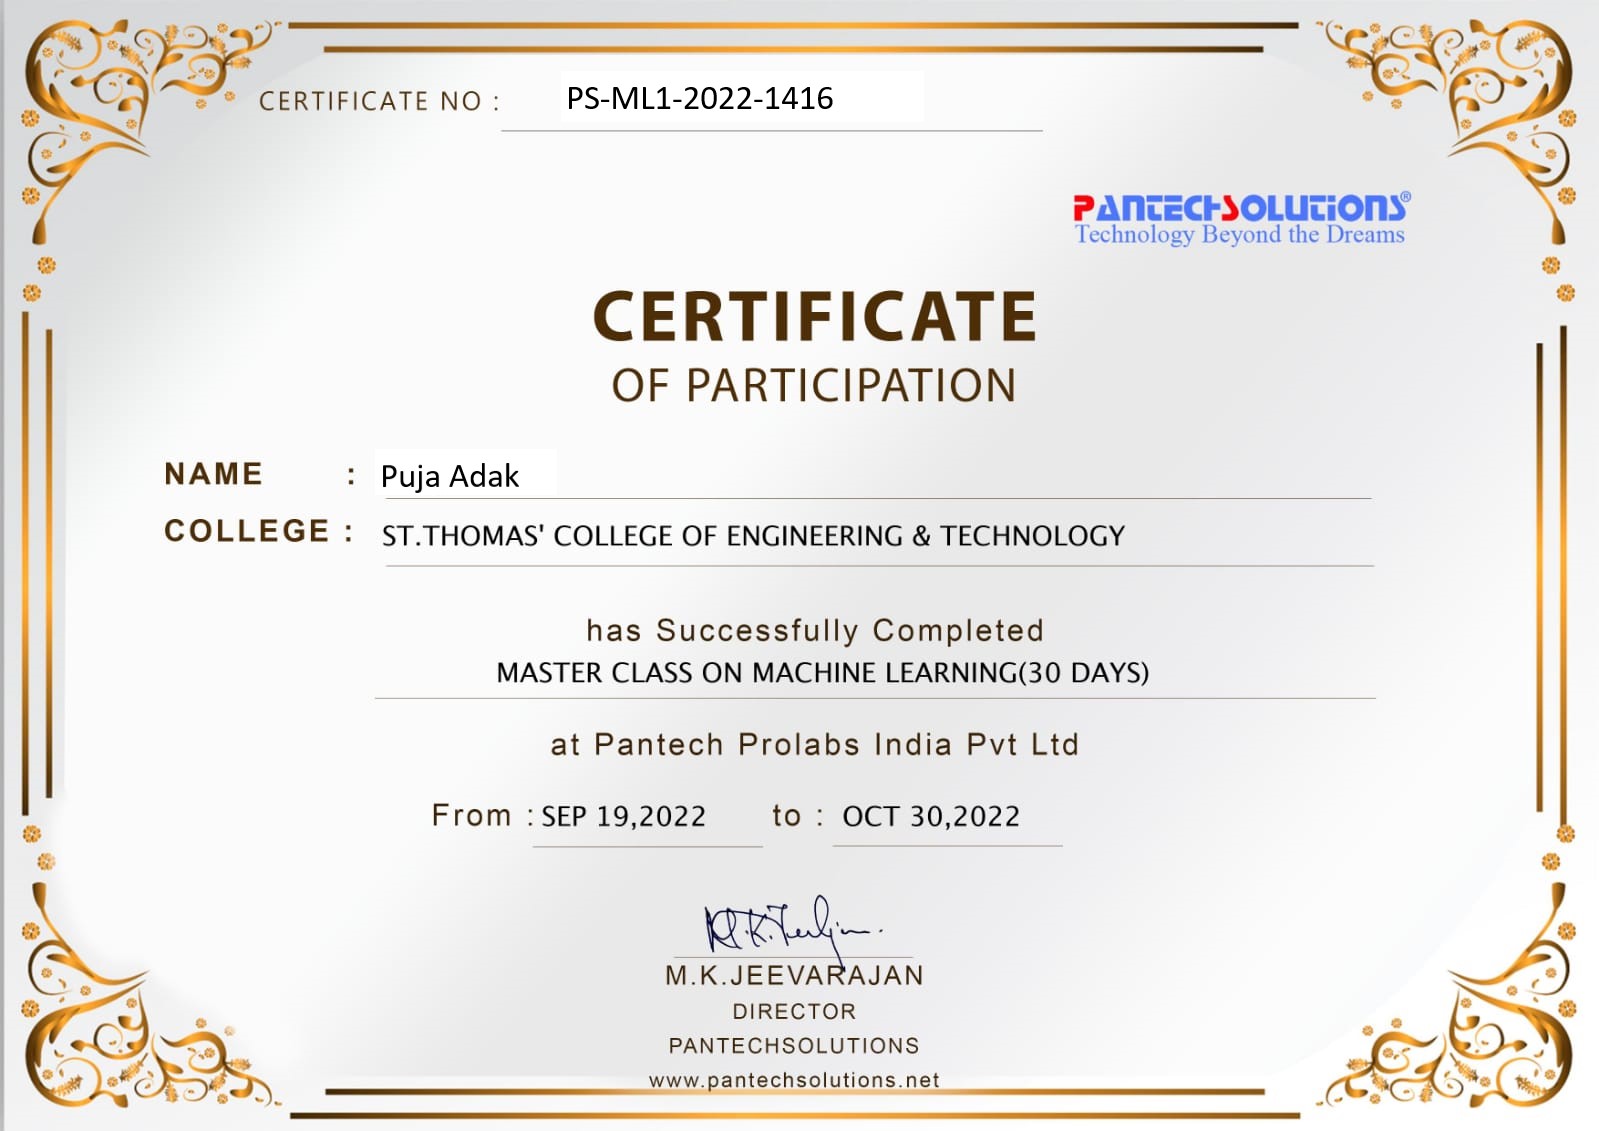 CERTIFICATE NO : PS-ML1-2022-1416
PANTECHSOLUTIONS®
Technology Beyond the Dreams
CERTIFICATE
OF PARTICIPATION
NAME : Puja Adak
COLLEGE : ST.THOMAS' COLLEGE OF ENGINEERING & TECHNOLOGY
has Successfully Completed
MASTER CLASS ON MACHINE LEARNING(30 DAYS)
at Pantech Prolabs India Pvt Ltd
From : SEP 19,2022 to : OCT 30,2022
M.K.JEEVARAJAN
DIRECTOR
PANTECHSOLUTIONS
www.pantechsolutions.net